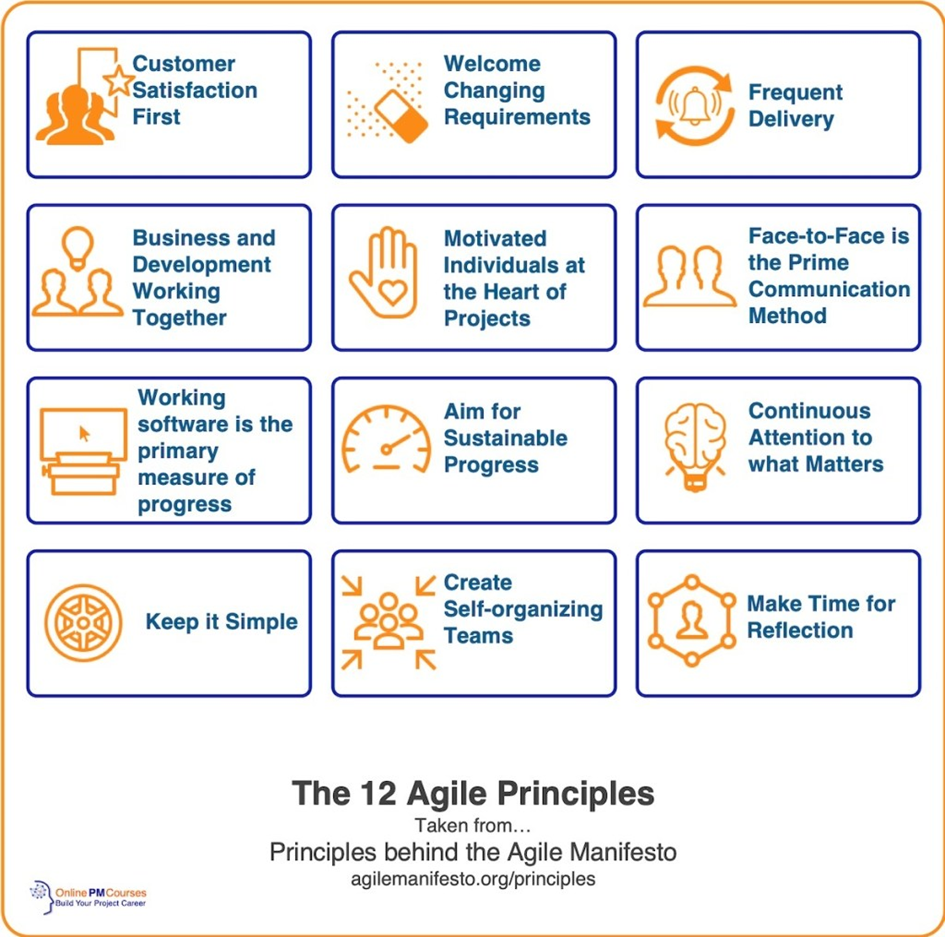 Customer
Satisfaction
First
Welcome
Changing
Requirements
Frequent
Delivery
Business and
Development
Working
Together
Motivated
Individuals at
the Heart of
Projects
Face-to-Face is
the Prime
Communication
Method
Working
software is the
primary
measure of
progress
Aim for
Sustainable
Progress
Continuous
Attention to
what Matters
Keep it Simple
Create
Self-organizing
Teams
Make Time for
Reflection
The 12 Agile Principles
Taken from...
Principles behind the Agile Manifesto
agilemanifesto.org/principles
Online PMCourses
Build Your Project Career